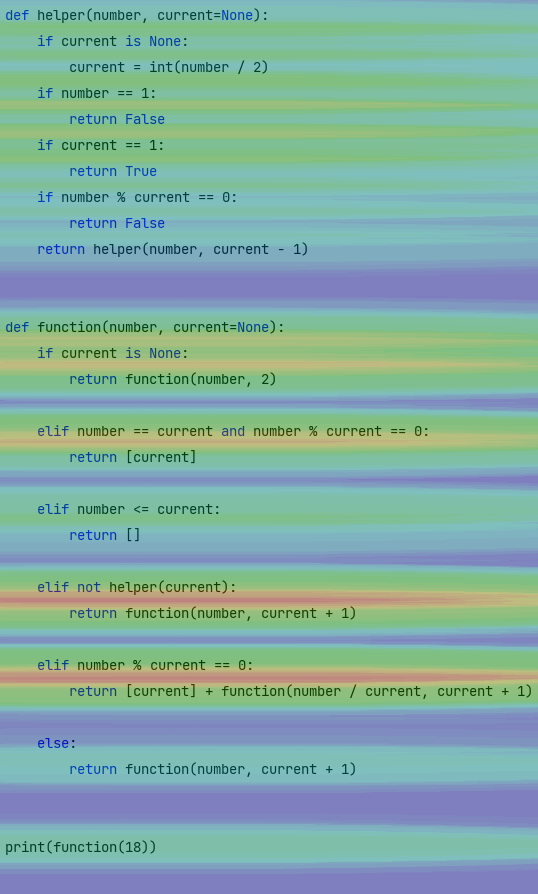 def helper(number, current=None):
    if current is None:
        current = int(number / 2)
    if number == 1:
        return False
    if current == 1:
        return True
    if number % current == 0:
        return False
    return helper(number, current - 1)
def function(number, current=None):
    if current is None:
        return function(number, 2)
    elif number == current and number % current == 0:
        return [current]
    elif number <= current:
        return []
    elif not helper(current):
        return function(number, current + 1)
    elif number % current == 0:
        return [current] + function(number / current, current + 1)
    else:
        return function(number, current + 1)
print(function(18))